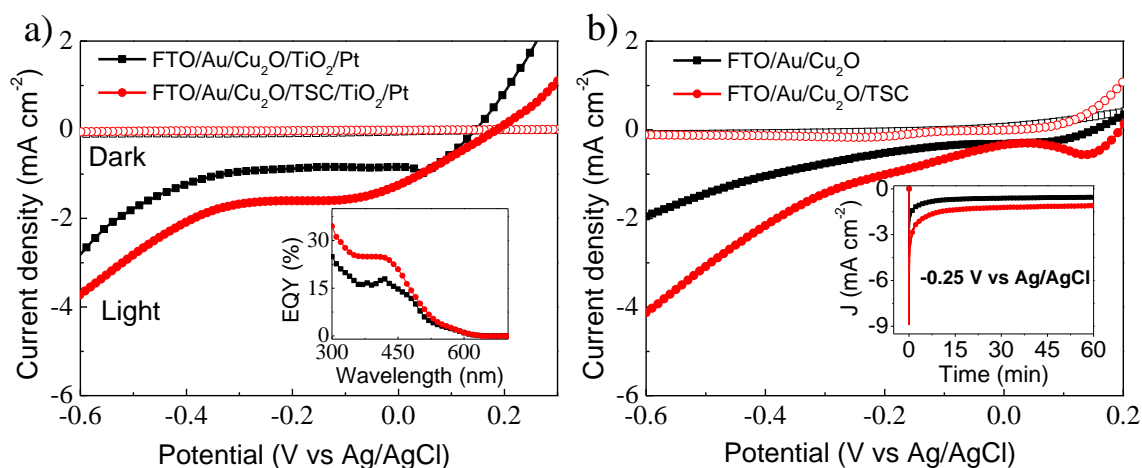 a)
FTO/Au/Cu₂O/TiO₂/Pt
FTO/Au/Cu₂O/TSC/TiO₂/Pt
Dark
Light
2
0
-2
-4
-6
Current density (mA cm⁻²)
-0.6
-0.4
-0.2
0.0
0.2
Potential (V vs Ag/AgCl)
30
15
0
EQY (%)
300
450
600
Wavelength (nm)
b)
FTO/Au/Cu₂O
FTO/Au/Cu₂O/TSC
2
0
-2
-4
-6
Current density (mA cm⁻²)
-0.6
-0.4
-0.2
0.0
0.2
Potential (V vs Ag/AgCl)
0
-3
-6
-9
J (mA cm⁻²)
-0.25 V vs Ag/AgCl
0
15
30
45
60
Time (min)